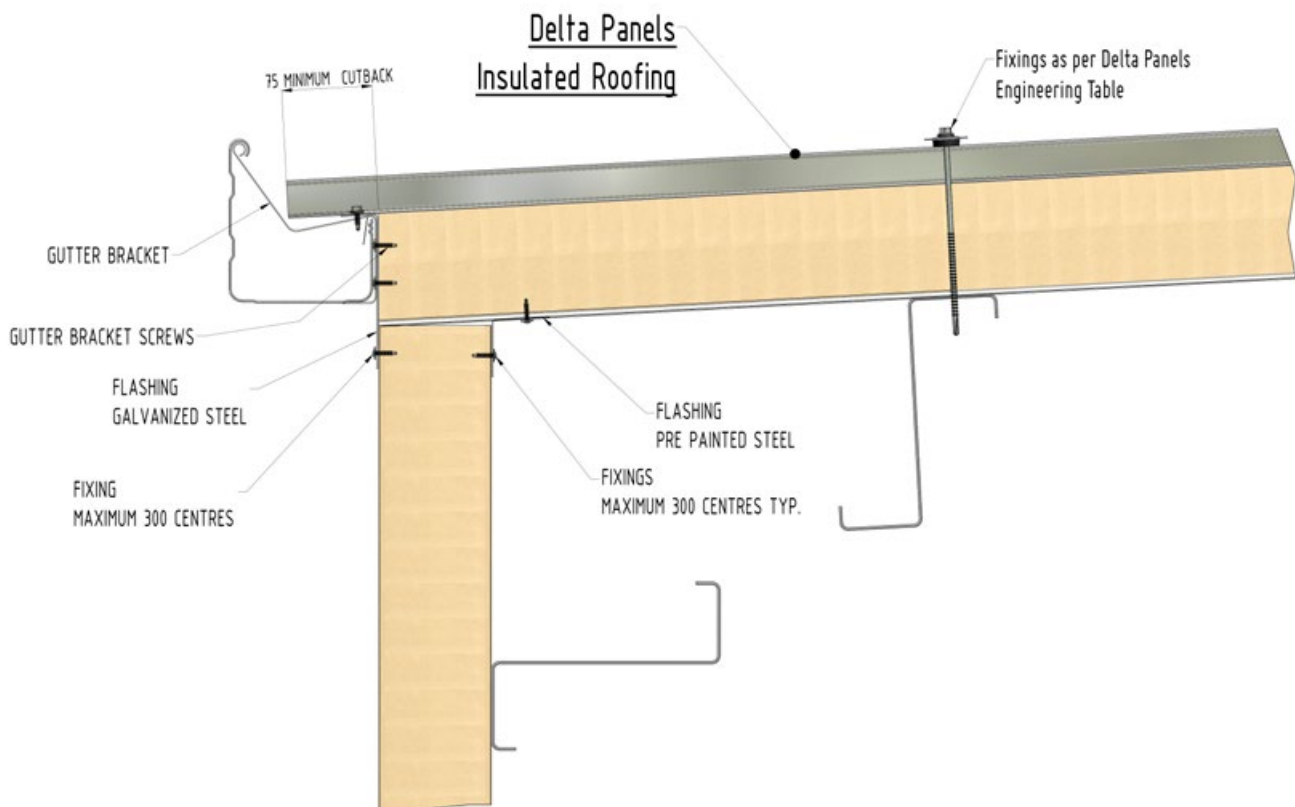 Delta Panels
Insulated Roofing
75 MINIMUM CUTBACK
Fixings as per Delta Panels
Engineering Table
GUTTER BRACKET
GUTTER BRACKET SCREWS
FLASHING
GALVANIZED STEEL
FLASHING
PRE PAINTED STEEL
FIXING
MAXIMUM 300 CENTRES
FIXINGS
MAXIMUM 300 CENTRES TYP.